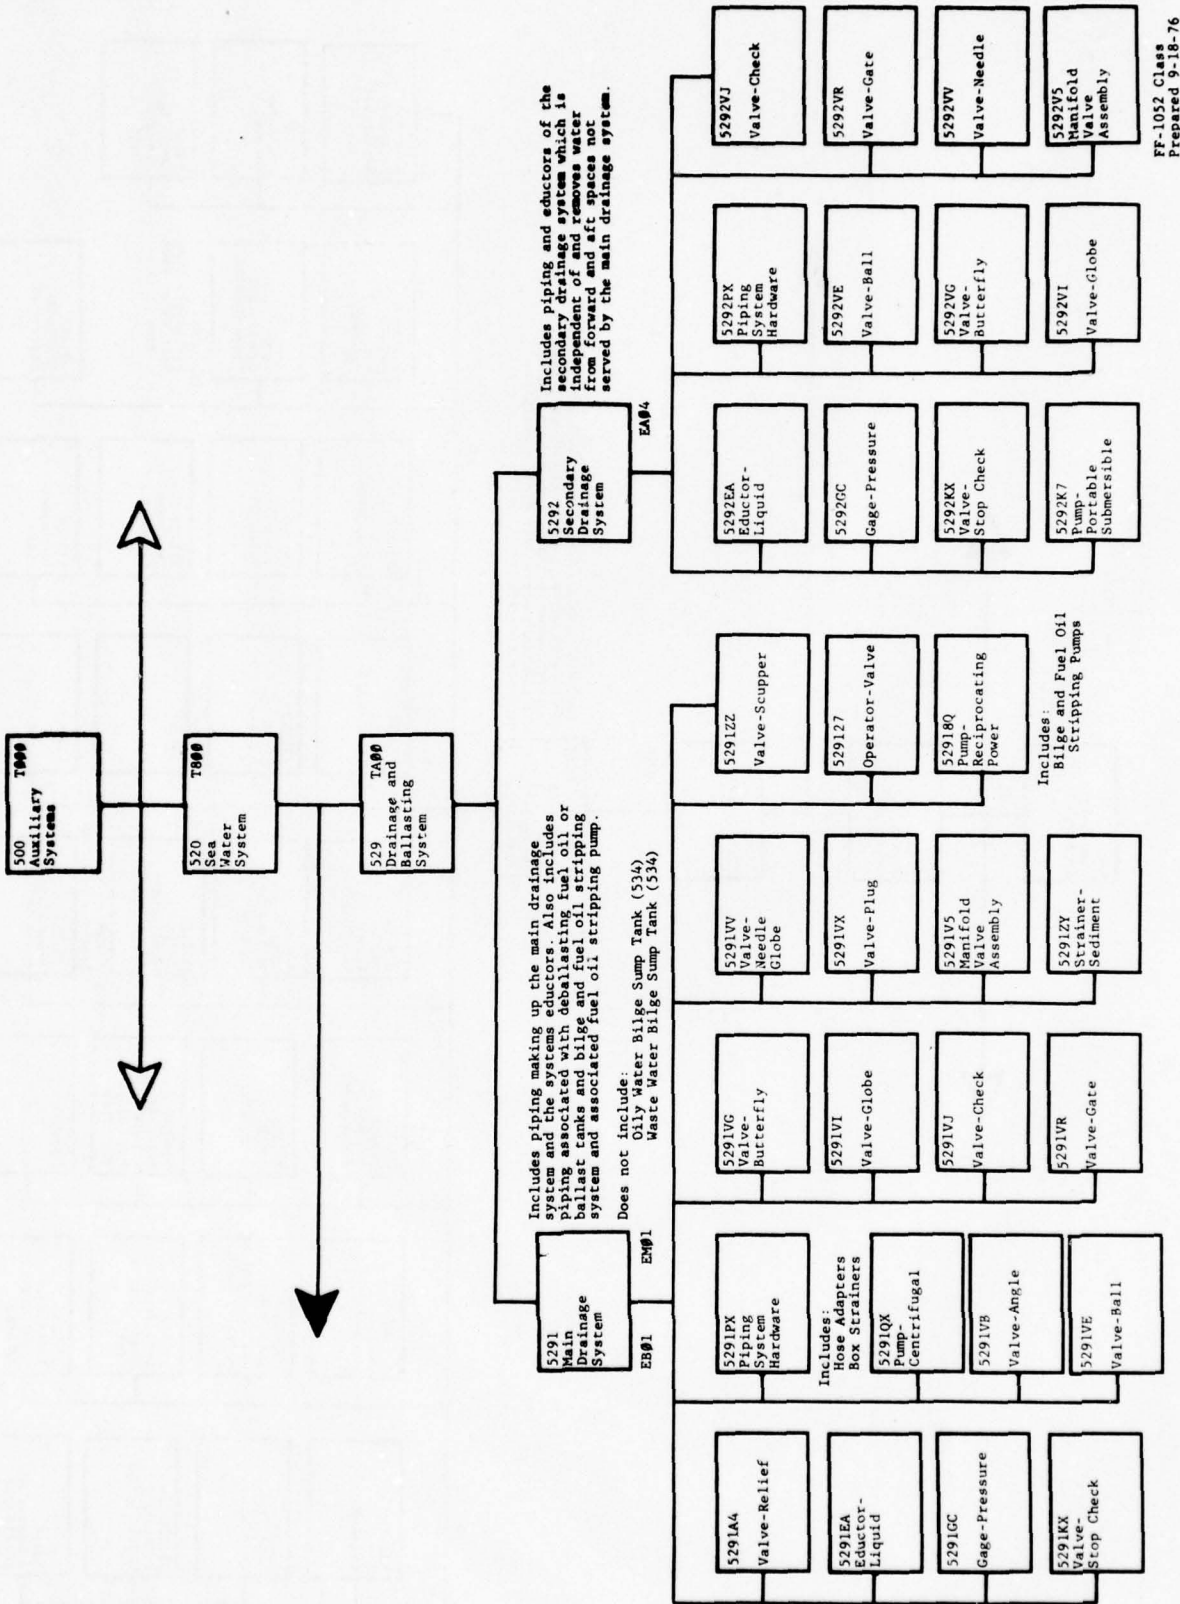 500 TØØØ
Auxiliary
Systems
520 T8ØØ
Sea
Water
System
529 TAØØ
Drainage and
Ballasting
System
5291
Main
Drainage
System
EBØ1 EMØ1
Includes piping making up the main drainage
system and the systems eductors. Also includes
piping associated with deballasting fuel oil or
ballast tanks and bilge and fuel oil stripping
system and associated fuel oil stripping pump.
Does not include:
Oily Water Bilge Sump Tank (534)
Waste Water Bilge Sump Tank (534)
5292
Secondary
Drainage
System
EAØ4
Includes piping and eductors of the
secondary drainage system which is
independent of and removes water
from forward and aft spaces not
served by the main drainage system.
5291A4
Valve-Relief
5291EA
Eductor-
Liquid
5291GC
Gage-Pressure
5291KX
Valve-
Stop Check
5291PX
Piping
System
Hardware
Includes:
Hose Adapters
Box Strainers
5291QX
Pump-
Centrifugal
5291VB
Valve-Angle
5291VE
Valve-Ball
5291VG
Valve-
Butterfly
5291VI
Valve-Globe
5291VJ
Valve-Check
5291VR
Valve-Gate
5291VV
Valve-
Needle
Globe
5291VX
Valve-Plug
5291V5
Manifold
Valve
Assembly
5291ZY
Strainer-
Sediment
5291ZZ
Valve-Scupper
529127
Operator-Valve
52918Q
Pump-
Reciprocating
Power
Includes:
Bilge and Fuel Oil
Stripping Pumps
5292EA
Eductor-
Liquid
5292GC
Gage-Pressure
5292KX
Valve-
Stop Check
5292K7
Pump-
Portable
Submersible
5292PX
Piping
System
Hardware
5292VE
Valve-Ball
5292VG
Valve-
Butterfly
5292VI
Valve-Globe
5292VJ
Valve-Check
5292VR
Valve-Gate
5292VV
Valve-Needle
5292V5
Manifold
Valve
Assembly
FF-1052 Class
Prepared 9-18-76